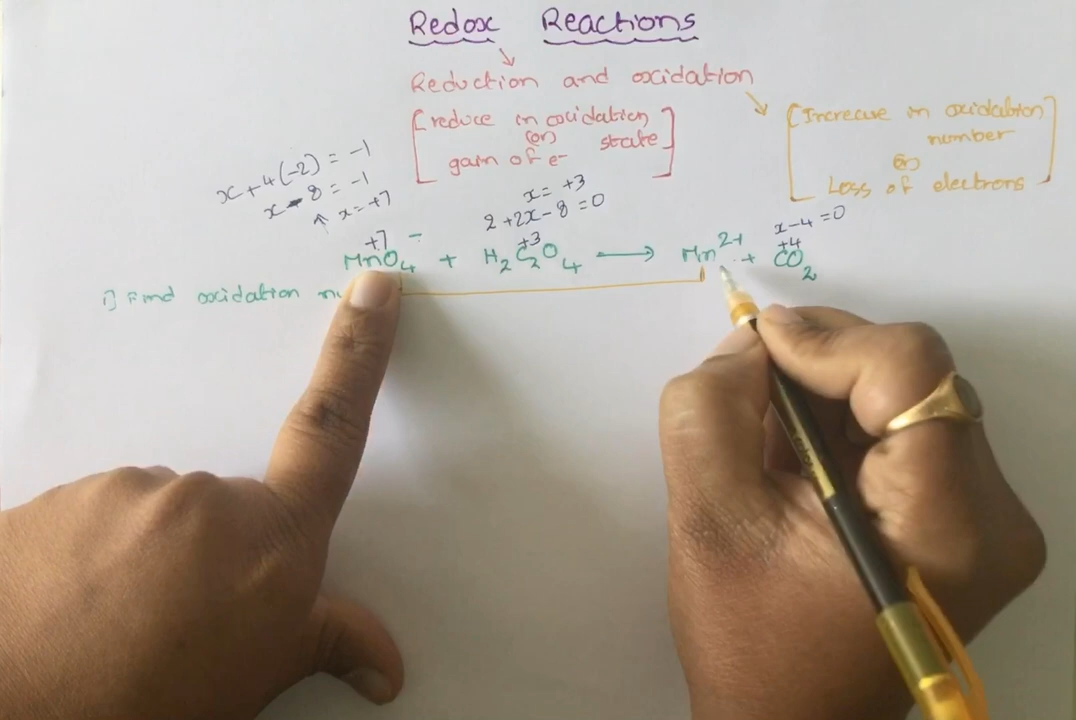 Redox Reactions
Reduction and oxidation
[reduce in oxidation
(or) state]
gain of e-
[Increase in oxidation
number
(or)
Loss of electrons]
x+4(-2) = -1
x-8 = -1
x=+7
x= +3
2+2x-8=0
x-4=0
+7 +3 +4
MnO₄⁻ + H₂C₂O₄ → Mn²⁺ + CO₂
1) Find oxidation